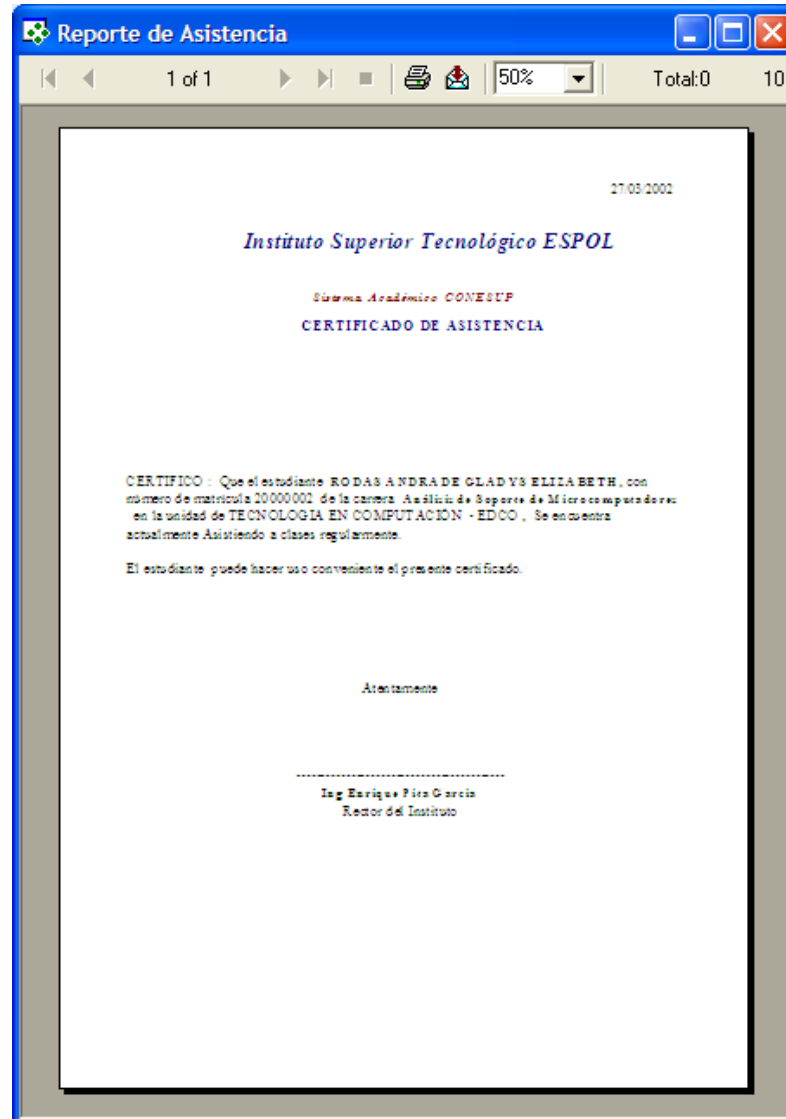 Reporte de Asistencia
1 of 1 50% Total:0 10
27/03/2002
Instituto Superior Tecnológico ESPOL
Sistema Académico CONESUP
CERTIFICADO DE ASISTENCIA
CERTIFICO : Que el estudiante RODAS ANDRADE GLADYS ELIZABETH, con
número de matrícula 20000002 de la carrera Análisis de Soporte de Microcomputadores
en la unidad de TECNOLOGIA EN COMPUTACIÓN - EDCO , Se encuentra
actualmente Asistiendo a clases regularmente.
El estudiante puede hacer uso conveniente el presente certificado.
Atentamente
Ing Enrique Pica Garcia
Rector del Instituto